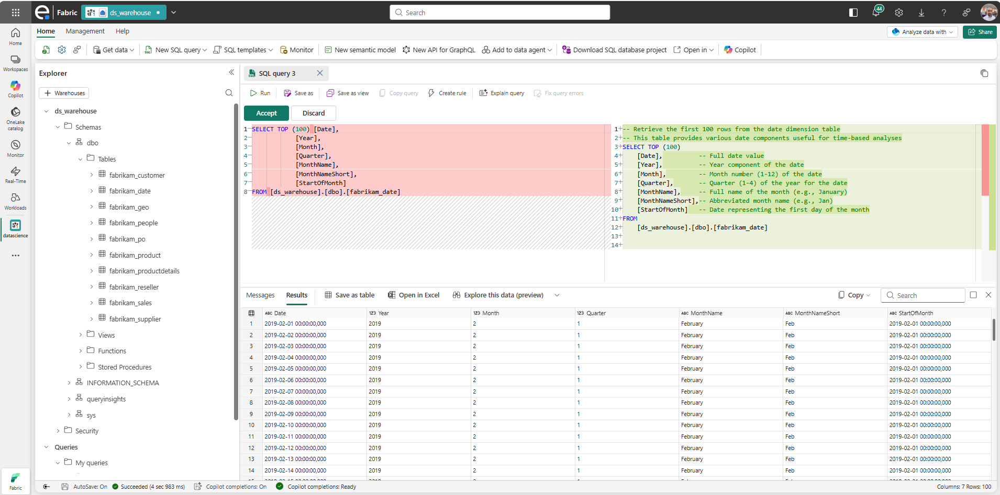 Fabric
ds_warehouse
Search
44
Home
Management
Help
Analyze data with
Share
Get data
New SQL query
SQL templates
Monitor
New semantic model
New API for GraphQL
Add to data agent
Download SQL database project
Open in
Copilot
Home
Workspaces
Copilot
OneLake
catalog
Monitor
Real-Time
Workloads
datascience
Fabric
Explorer
Warehouses
ds_warehouse
Schemas
dbo
Tables
fabrikam_customer
fabrikam_date
fabrikam_geo
fabrikam_people
fabrikam_po
fabrikam_product
fabrikam_productdetails
fabrikam_reseller
fabrikam_sales
fabrikam_supplier
Views
Functions
Stored Procedures
INFORMATION_SCHEMA
queryinsights
sys
Security
Queries
My queries
SQL query 3
Run
Save as
Save as view
Copy query
Create rule
Explain query
Fix query errors
Accept
Discard
1 SELECT TOP (100) [Date],
2 [Year],
3 [Month],
4 [Quarter],
5 [MonthName],
6 [MonthNameShort],
7 [StartOfMonth]
8 FROM [ds_warehouse].[dbo].[fabrikam_date]
1+ -- Retrieve the first 100 rows from the date dimension table
2+ -- This table provides various date components useful for time-based analyses
3+ SELECT TOP (100)
4+ [Date], -- Full date value
5+ [Year], -- Year component of the date
6+ [Month], -- Month number (1-12) of the date
7+ [Quarter], -- Quarter (1-4) of the year for the date
8+ [MonthName], -- Full name of the month (e.g., January)
9+ [MonthNameShort],-- Abbreviated month name (e.g., Jan)
10+ [StartOfMonth] -- Date representing the first day of the month
11+ FROM
12+ [ds_warehouse].[dbo].[fabrikam_date]
13+
14+
Messages
Results
Save as table
Open in Excel
Explore this data (preview)
Copy
Search
ABC Date 123 Year 123 Month 123 Quarter ABC MonthName ABC MonthNameShort ABC StartOfMonth
1 2019-02-01 00:00:00,000 2019 2 1 February Feb 2019-02-01 00:00:00,000
2 2019-02-02 00:00:00,000 2019 2 1 February Feb 2019-02-01 00:00:00,000
3 2019-02-03 00:00:00,000 2019 2 1 February Feb 2019-02-01 00:00:00,000
4 2019-02-04 00:00:00,000 2019 2 1 February Feb 2019-02-01 00:00:00,000
5 2019-02-05 00:00:00,000 2019 2 1 February Feb 2019-02-01 00:00:00,000
6 2019-02-06 00:00:00,000 2019 2 1 February Feb 2019-02-01 00:00:00,000
7 2019-02-07 00:00:00,000 2019 2 1 February Feb 2019-02-01 00:00:00,000
8 2019-02-08 00:00:00,000 2019 2 1 February Feb 2019-02-01 00:00:00,000
9 2019-02-09 00:00:00,000 2019 2 1 February Feb 2019-02-01 00:00:00,000
10 2019-02-10 00:00:00,000 2019 2 1 February Feb 2019-02-01 00:00:00,000
11 2019-02-11 00:00:00,000 2019 2 1 February Feb 2019-02-01 00:00:00,000
12 2019-02-12 00:00:00,000 2019 2 1 February Feb 2019-02-01 00:00:00,000
13 2019-02-13 00:00:00,000 2019 2 1 February Feb 2019-02-01 00:00:00,000
14 2019-02-14 00:00:00,000 2019 2 1 February Feb 2019-02-01 00:00:00,000
AutoSave: On
Succeeded (4 sec 983 ms)
Copilot completions: On
Copilot completions: Ready
Columns: 7 Rows: 100